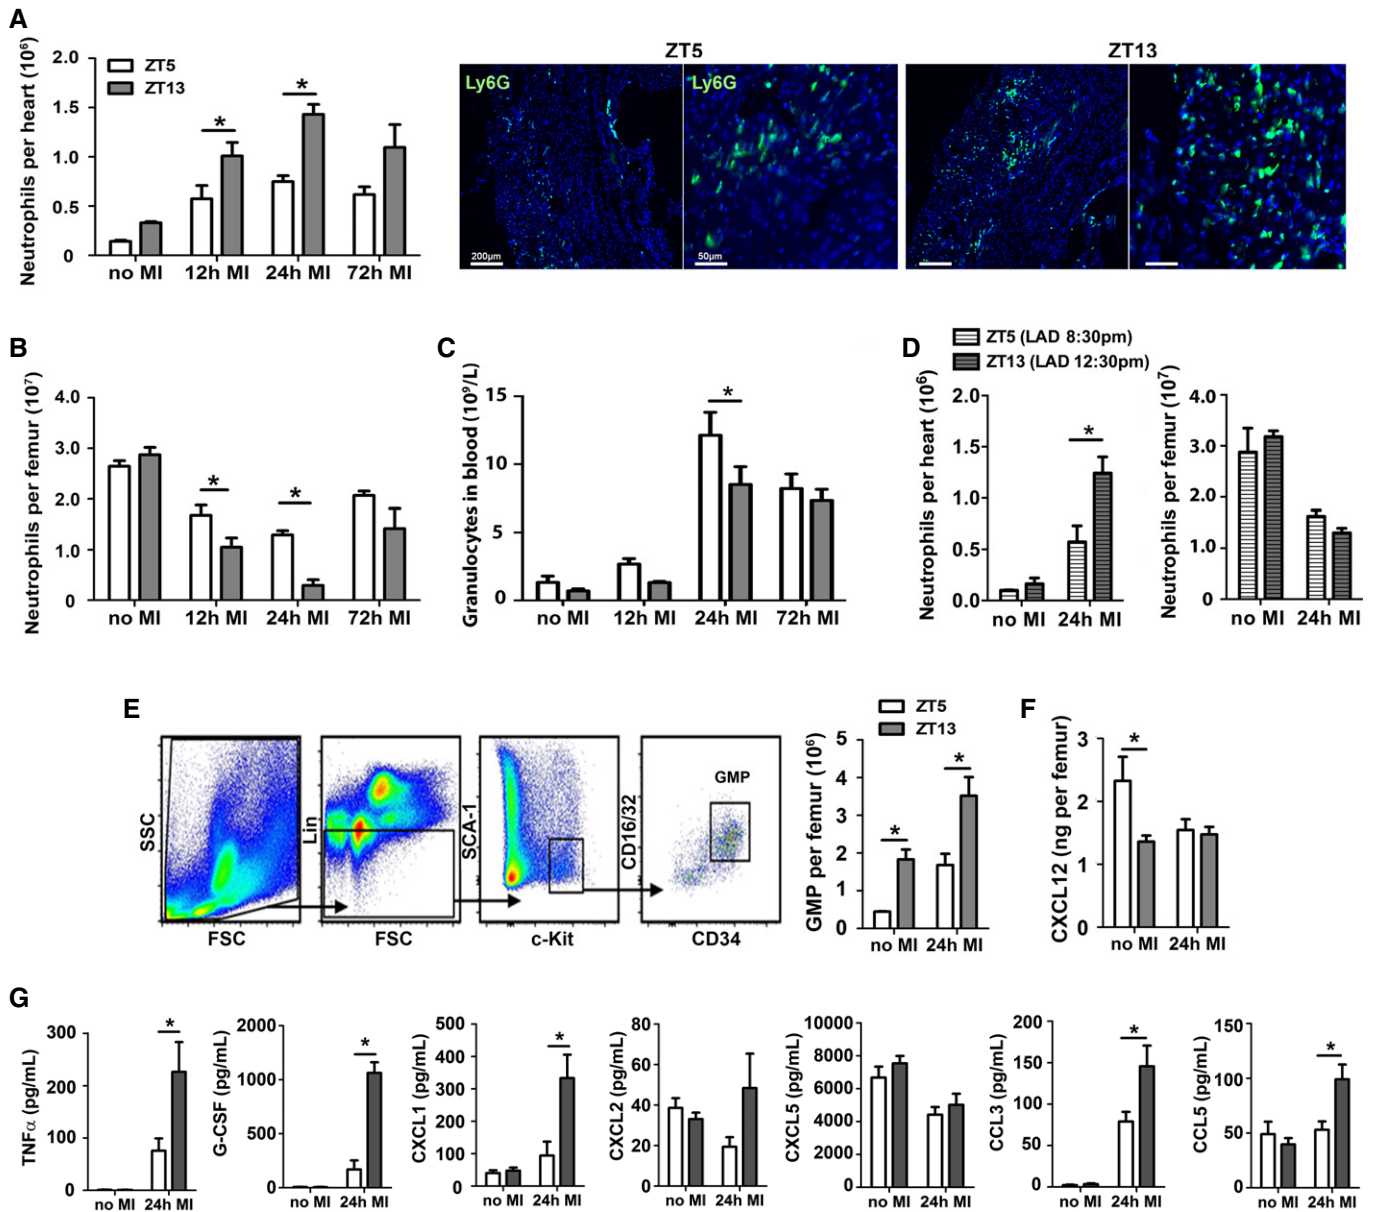 A
Neutrophils per heart (10⁶)
2.0
1.5
1.0
0.5
0
ZT5
ZT13
*
*
no MI 12h MI 24h MI 72h MI
ZT5
ZT13
Ly6G
Ly6G
200µm
50µm
B
Neutrophils per femur (10⁷)
4.0
3.0
2.0
1.0
0
*
*
no MI 12h MI 24h MI 72h MI
C
Granulocytes in blood (10⁹/L)
15
10
5
0
*
no MI 12h MI 24h MI 72h MI
D
ZT5 (LAD 8:30pm)
ZT13 (LAD 12:30pm)
Neutrophils per heart (10⁶)
2.0
1.5
1.0
0.5
0.0
*
no MI 24h MI
Neutrophils per femur (10⁷)
4.0
3.0
2.0
1.0
0
no MI 24h MI
E
SSC
FSC
Lin
FSC
SCA-1
c-Kit
CD16/32
GMP
CD34
ZT5
ZT13
GMP per femur (10⁶)
5
4
3
2
1
0
*
*
no MI 24h MI
F
CXCL12 (ng per femur)
3
2
1
0
*
no MI 24h MI
G
TNFα (pg/mL)
300
200
100
0
*
no MI 24h MI
G-CSF (pg/mL)
2000
1000
500
0
*
no MI 24h MI
CXCL1 (pg/mL)
500
400
300
200
100
0
*
no MI 24h MI
CXCL2 (pg/mL)
80
60
40
20
0
no MI 24h MI
CXCL5 (pg/mL)
10000
8000
6000
4000
2000
0
no MI 24h MI
CCL3 (pg/mL)
200
150
100
50
0
*
no MI 24h MI
CCL5 (pg/mL)
150
100
50
0
*
no MI 24h MI